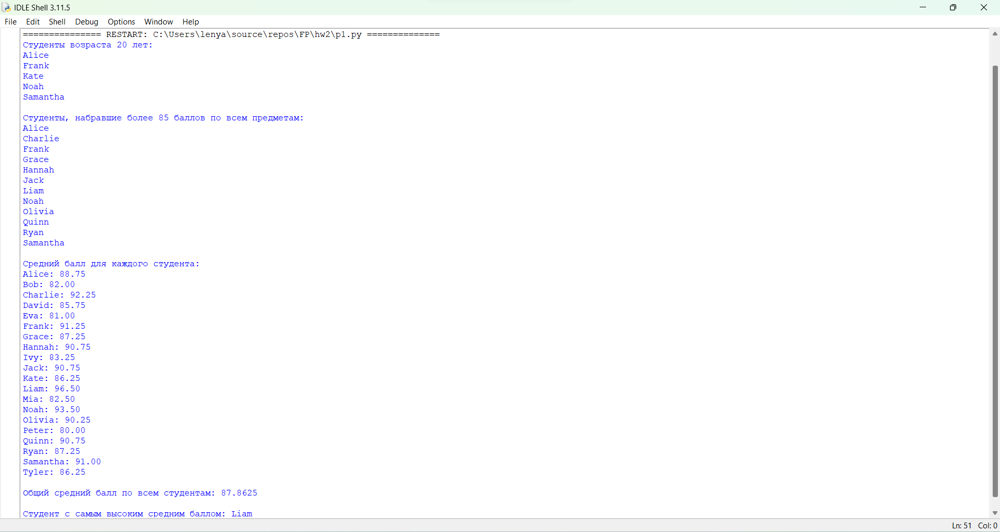 IDLE Shell 3.11.5
File Edit Shell Debug Options Window Help
=============== RESTART: C:\Users\lenya\source\repos\FP\hw2\p1.py ==============
Студенты возраста 20 лет:
Alice
Frank
Kate
Noah
Samantha
Студенты, набравшие более 85 баллов по всем предметам:
Alice
Charlie
Frank
Grace
Hannah
Jack
Liam
Noah
Olivia
Quinn
Ryan
Samantha
Средний балл для каждого студента:
Alice: 88.75
Bob: 82.00
Charlie: 92.25
David: 85.75
Eva: 81.00
Frank: 91.25
Grace: 87.25
Hannah: 90.75
Ivy: 83.25
Jack: 90.75
Kate: 86.25
Liam: 96.50
Mia: 82.50
Noah: 93.50
Olivia: 90.25
Peter: 80.00
Quinn: 90.75
Ryan: 87.25
Samantha: 91.00
Tyler: 86.25
Общий средний балл по всем студентам: 87.8625
Студент с самым высоким средним баллом: Liam
Ln: 51 Col: 0